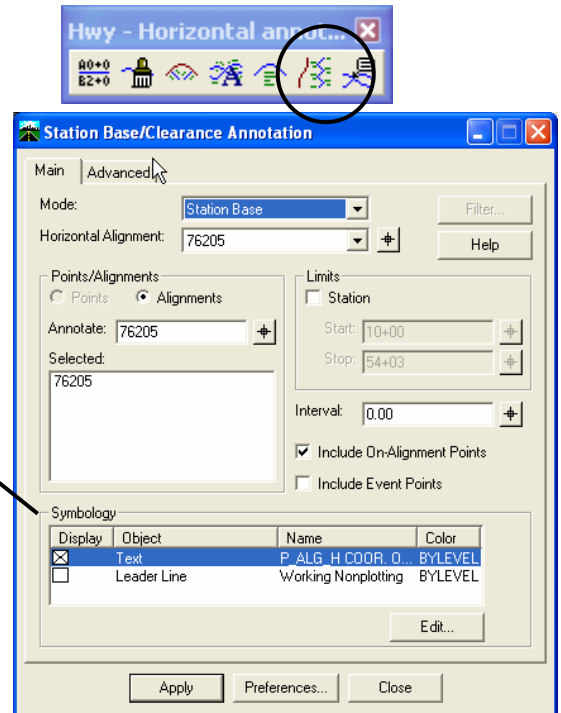 Hwy - Horizontal annot...
A0+0
B2+0
Station Base/Clearance Annotation
Main Advanced
Mode: Station Base Filter...
Horizontal Alignment: 76205 Help
Points/Alignments Limits
Points Alignments Station
Annotate: 76205 Start: 10+00
Selected: Stop: 54+03
76205
Interval: 0.00
Include On-Alignment Points
Include Event Points
Symbology
Display Object Name Color
Text P_ALG_H COOR. O... BYLEVEL
Leader Line Working Nonplotting BYLEVEL
Edit...
Apply Preferences... Close